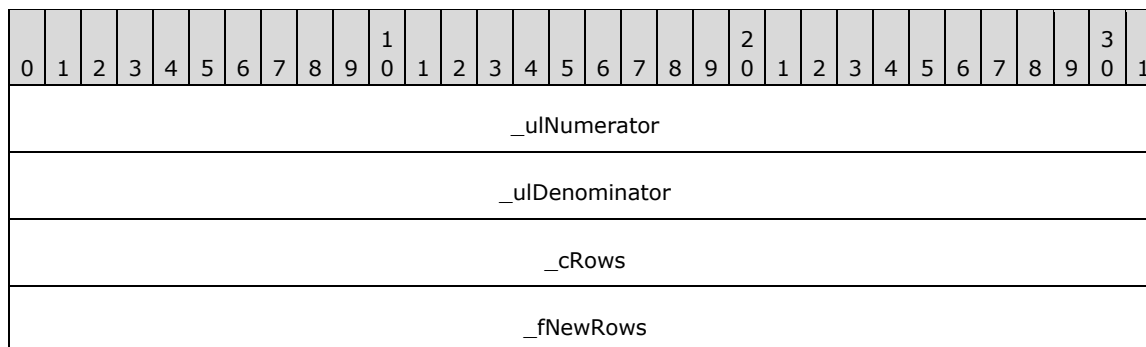 1 2 3
0 1 2 3 4 5 6 7 8 9 0 1 2 3 4 5 6 7 8 9 0 1 2 3 4 5 6 7 8 9 0 1
_ulNumerator
_ulDenominator
_cRows
_fNewRows